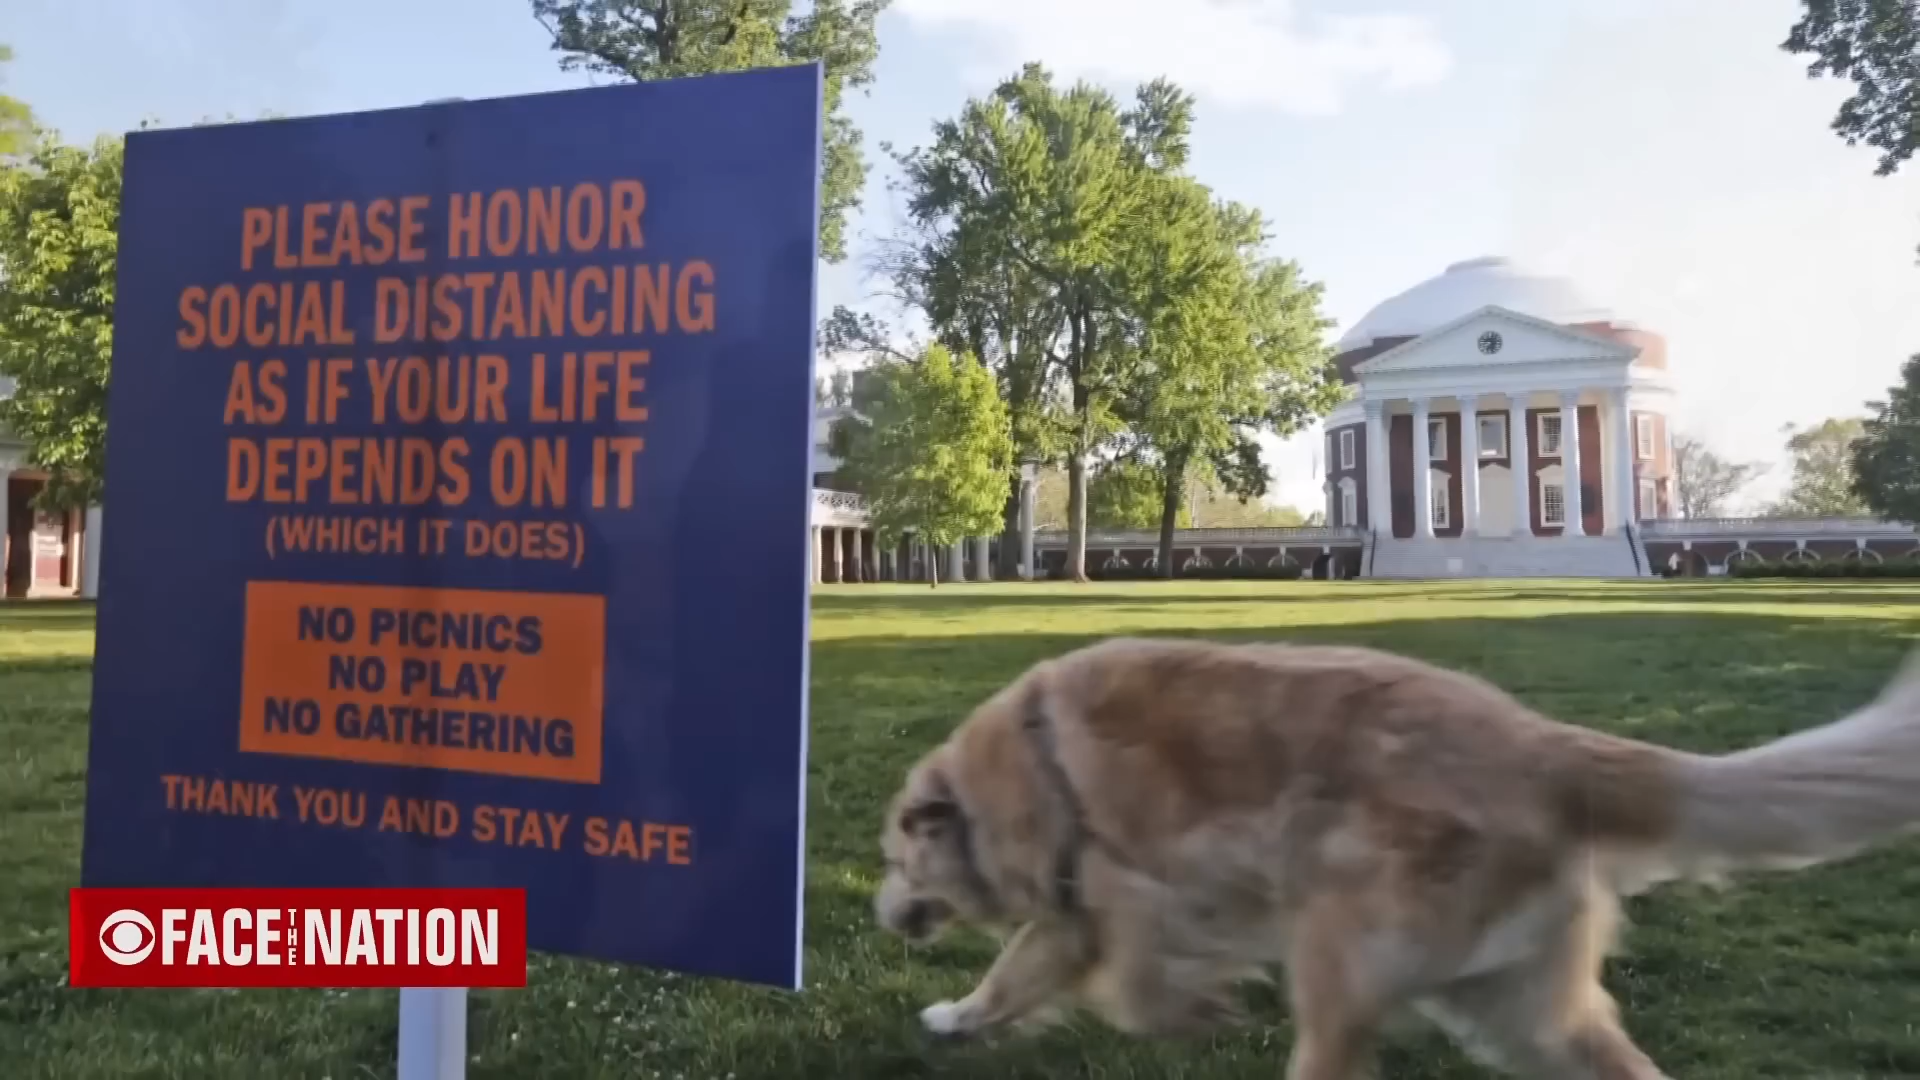 PLEASE HONOR
SOCIAL DISTANCING
AS IF YOUR LIFE
DEPENDS ON IT
(WHICH IT DOES)
NO PICNICS
NO PLAY
NO GATHERING
THANK YOU AND STAY SAFE
FACE THE NATION